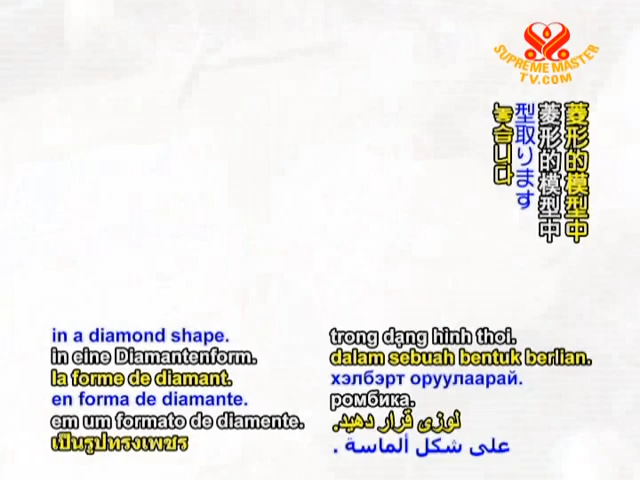 SUPREME MASTER
TV.COM
菱形的模型中
菱形的模型中
型取ります
놓습니다
in a diamond shape.
in eine Diamantenform.
la forme de diamant.
en forma de diamante.
em um formato de diamente.
เป็นรูปทรงเพชร
trong dạng hình thoi.
dalam sebuah bentuk berlian.
хэлбэрт оруулаарай.
ромбика.
لوزی قرار دهید.
على شكل ألماسة .